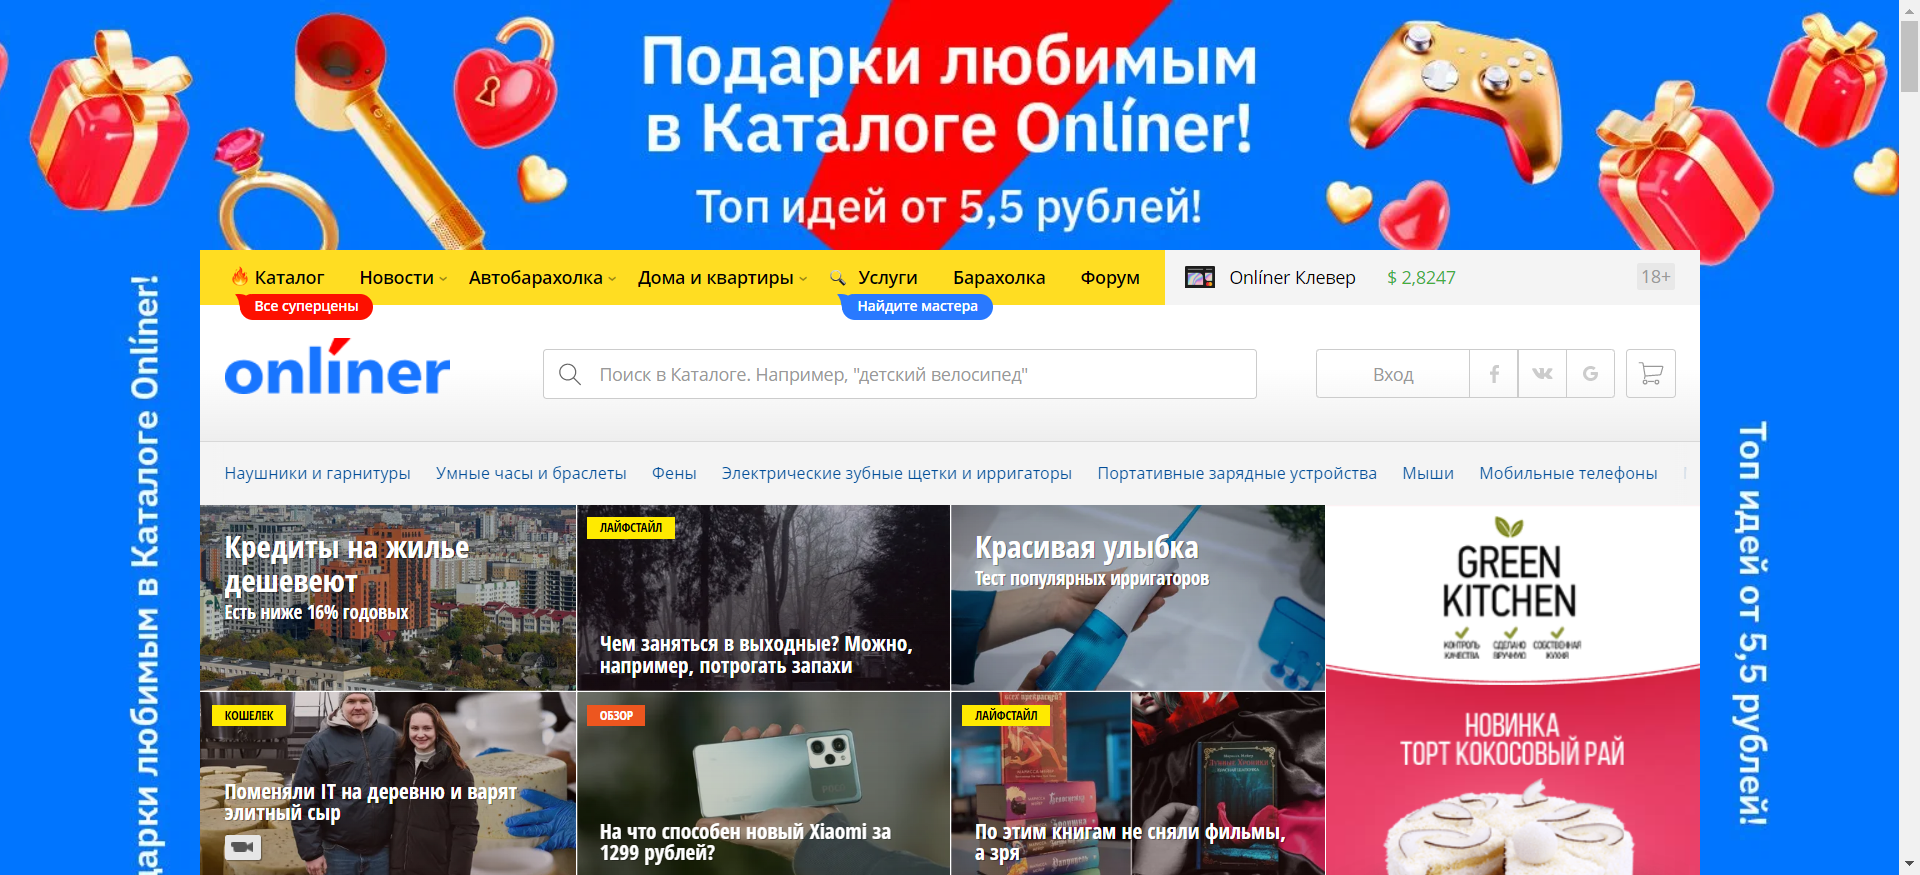 Подарки любимым
в Каталоге Onlíner!
Топ идей от 5,5 рублей!
Каталог Новости Автобарахолка Дома и квартиры Услуги Барахолка Форум Onlíner Клевер $ 2,8247 18+
Все суперцены Найдите мастера
onlíner
Поиск в Каталоге. Например, "детский велосипед"
Вход
Наушники и гарнитуры Умные часы и браслеты Фены Электрические зубные щетки и ирригаторы Портативные зарядные устройства Мыши Мобильные телефоны
Кредиты на жилье
дешевеют
Есть ниже 16% годовых
ЛАЙФСТАЙЛ
Чем заняться в выходные? Можно,
например, потрогать запахи
Красивая улыбка
Тест популярных ирригаторов
GREEN
KITCHEN
КОНТРОЛЬ КАЧЕСТВА
СДЕЛАНО ВРУЧНУЮ
СОБСТВЕННАЯ КУХНЯ
КОШЕЛЕК
Поменяли IT на деревню и варят
элитный сыр
ОБЗОР
На что способен новый Xiaomi за
1299 рублей?
ЛАЙФСТАЙЛ
По этим книгам не сняли фильмы,
а зря
НОВИНКА
ТОРТ КОКОСОВЫЙ РАЙ
дарки любимым в Каталоге Onlíner!
Топ идей от 5,5 рублей!